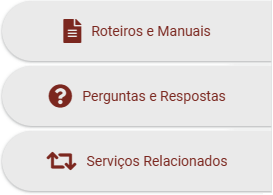 Roteiros e Manuais
Perguntas e Respostas
Serviços Relacionados